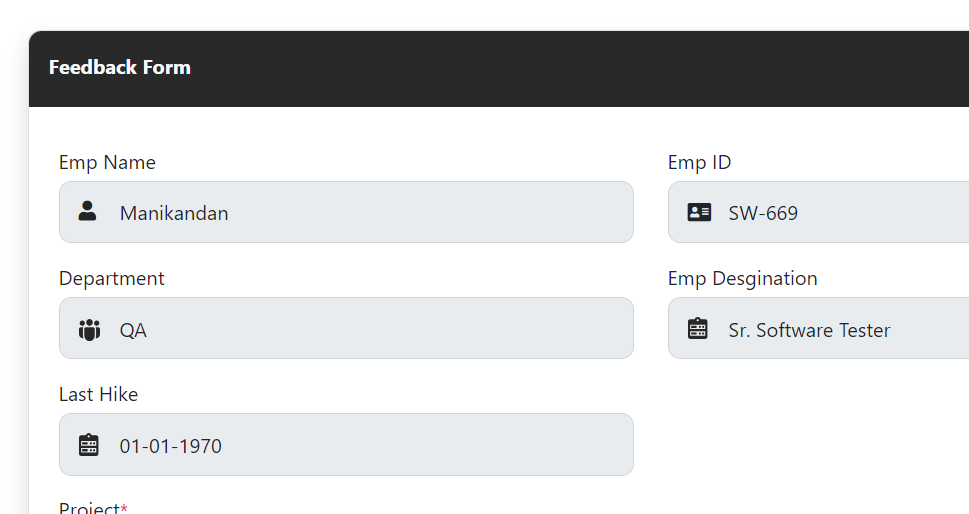 Feedback Form
Emp Name
Emp ID
Manikandan
SW-669
Department
Emp Desgination
QA
Sr. Software Tester
Last Hike
01-01-1970
Project*